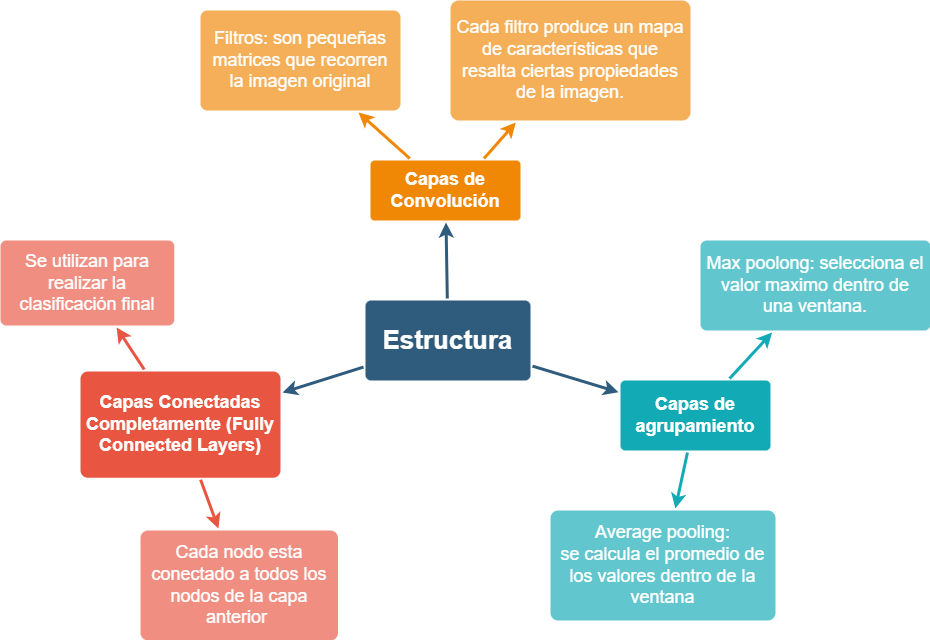 Filtros: son pequeñas
matrices que recorren
la imagen original
Cada filtro produce un mapa
de características que
resalta ciertas propiedades
de la imagen.
Capas de
Convolución
Se utilizan para
realizar la
clasificación final
Max poolong: selecciona el
valor maximo dentro de
una ventana.
Estructura
Capas Conectadas
Completamente (Fully
Connected Layers)
Capas de
agrupamiento
Cada nodo esta
conectado a todos los
nodos de la capa
anterior
Average pooling:
se calcula el promedio de
los valores dentro de la
ventana